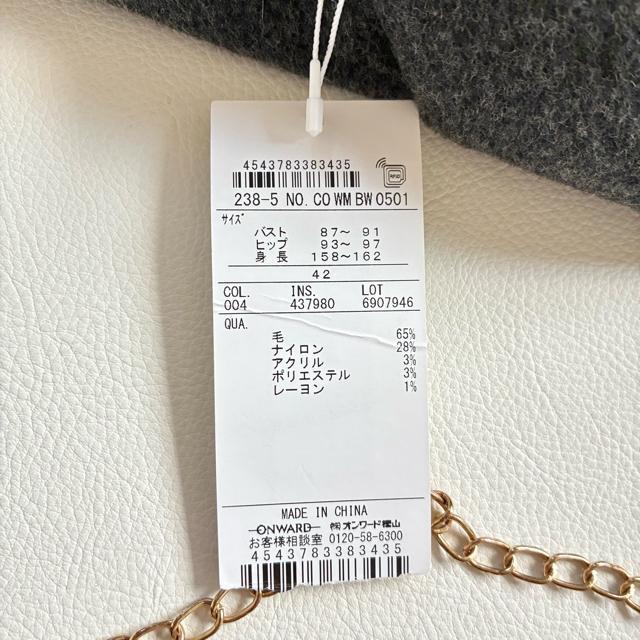 4543783383435
RFID
238-5 NO. COWMBW0501
サイズ
バスト 87～ 91
ヒップ 93～ 97
身長 158～162
42
COL. INS. LOT
004 437980 6907946
QUA.
毛 65%
ナイロン 28%
アクリル 3%
ポリエステル 3%
レーヨン 1%
MADE IN CHINA
ONWARD ㈱オンワード樫山
お客様相談室 0120-58-6300
4543783383435